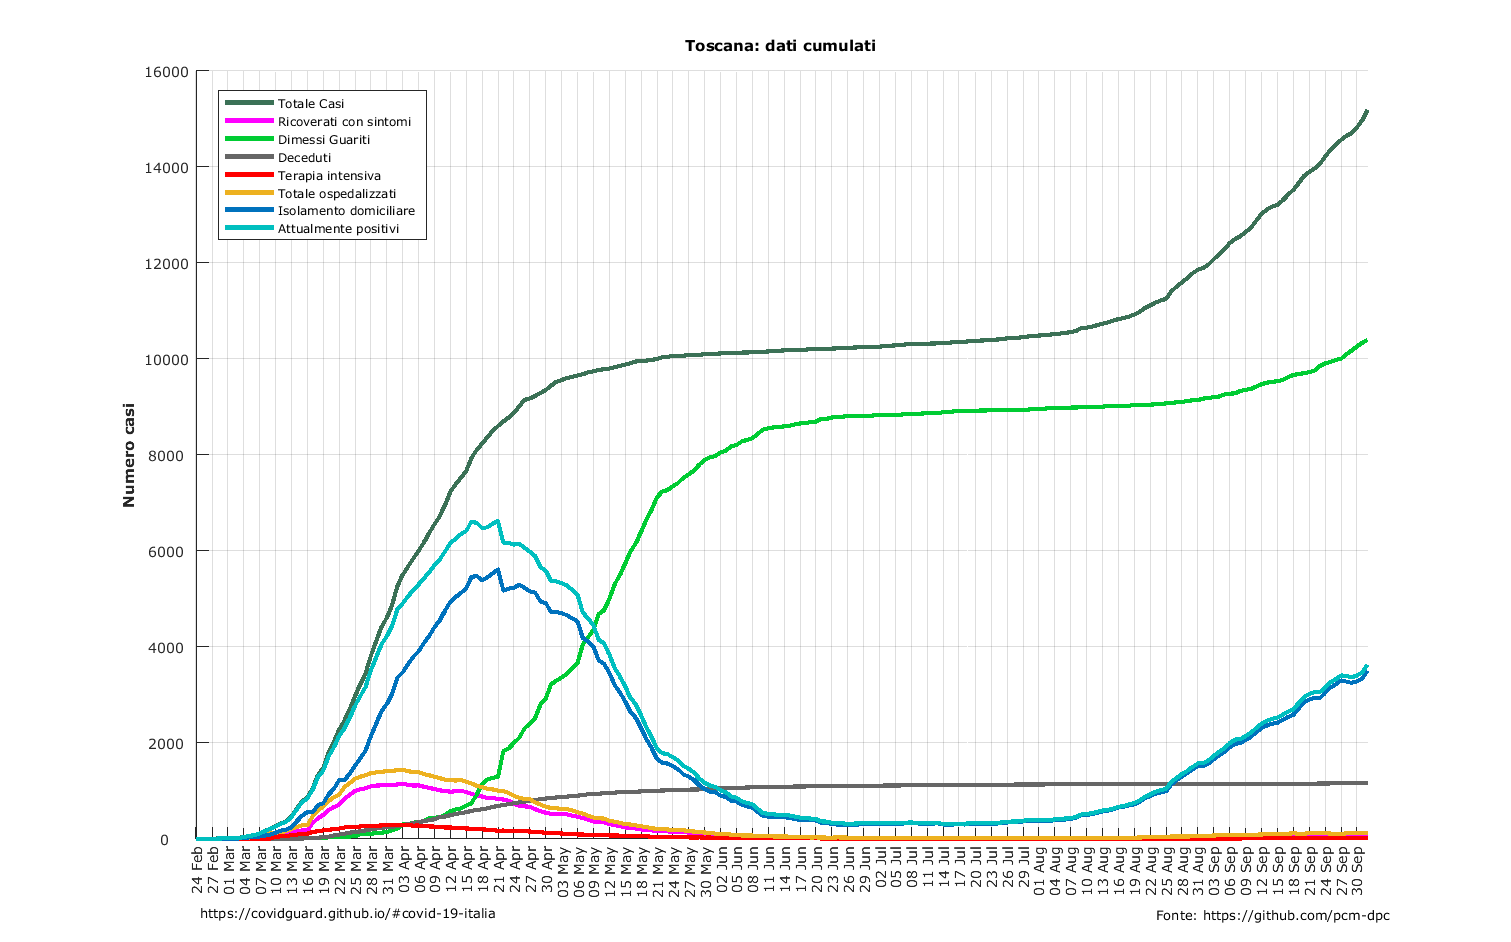 Toscana: dati cumulati
Numero casi
16000
14000
12000
10000
8000
6000
4000
2000
0
Totale Casi
Ricoverati con sintomi
Dimessi Guariti
Deceduti
Terapia intensiva
Totale ospedalizzati
Isolamento domiciliare
Attualmente positivi
24 Feb
27 Feb
01 Mar
04 Mar
07 Mar
10 Mar
13 Mar
16 Mar
19 Mar
22 Mar
25 Mar
28 Mar
31 Mar
03 Apr
06 Apr
09 Apr
12 Apr
15 Apr
18 Apr
21 Apr
24 Apr
27 Apr
30 Apr
03 May
06 May
09 May
12 May
15 May
18 May
21 May
24 May
27 May
30 May
02 Jun
05 Jun
08 Jun
11 Jun
14 Jun
17 Jun
20 Jun
23 Jun
26 Jun
29 Jun
02 Jul
05 Jul
08 Jul
11 Jul
14 Jul
17 Jul
20 Jul
23 Jul
26 Jul
29 Jul
01 Aug
04 Aug
07 Aug
10 Aug
13 Aug
16 Aug
19 Aug
22 Aug
25 Aug
28 Aug
31 Aug
03 Sep
06 Sep
09 Sep
12 Sep
15 Sep
18 Sep
21 Sep
24 Sep
27 Sep
30 Sep
https://covidguard.github.io/#covid-19-italia
Fonte: https://github.com/pcm-dpc